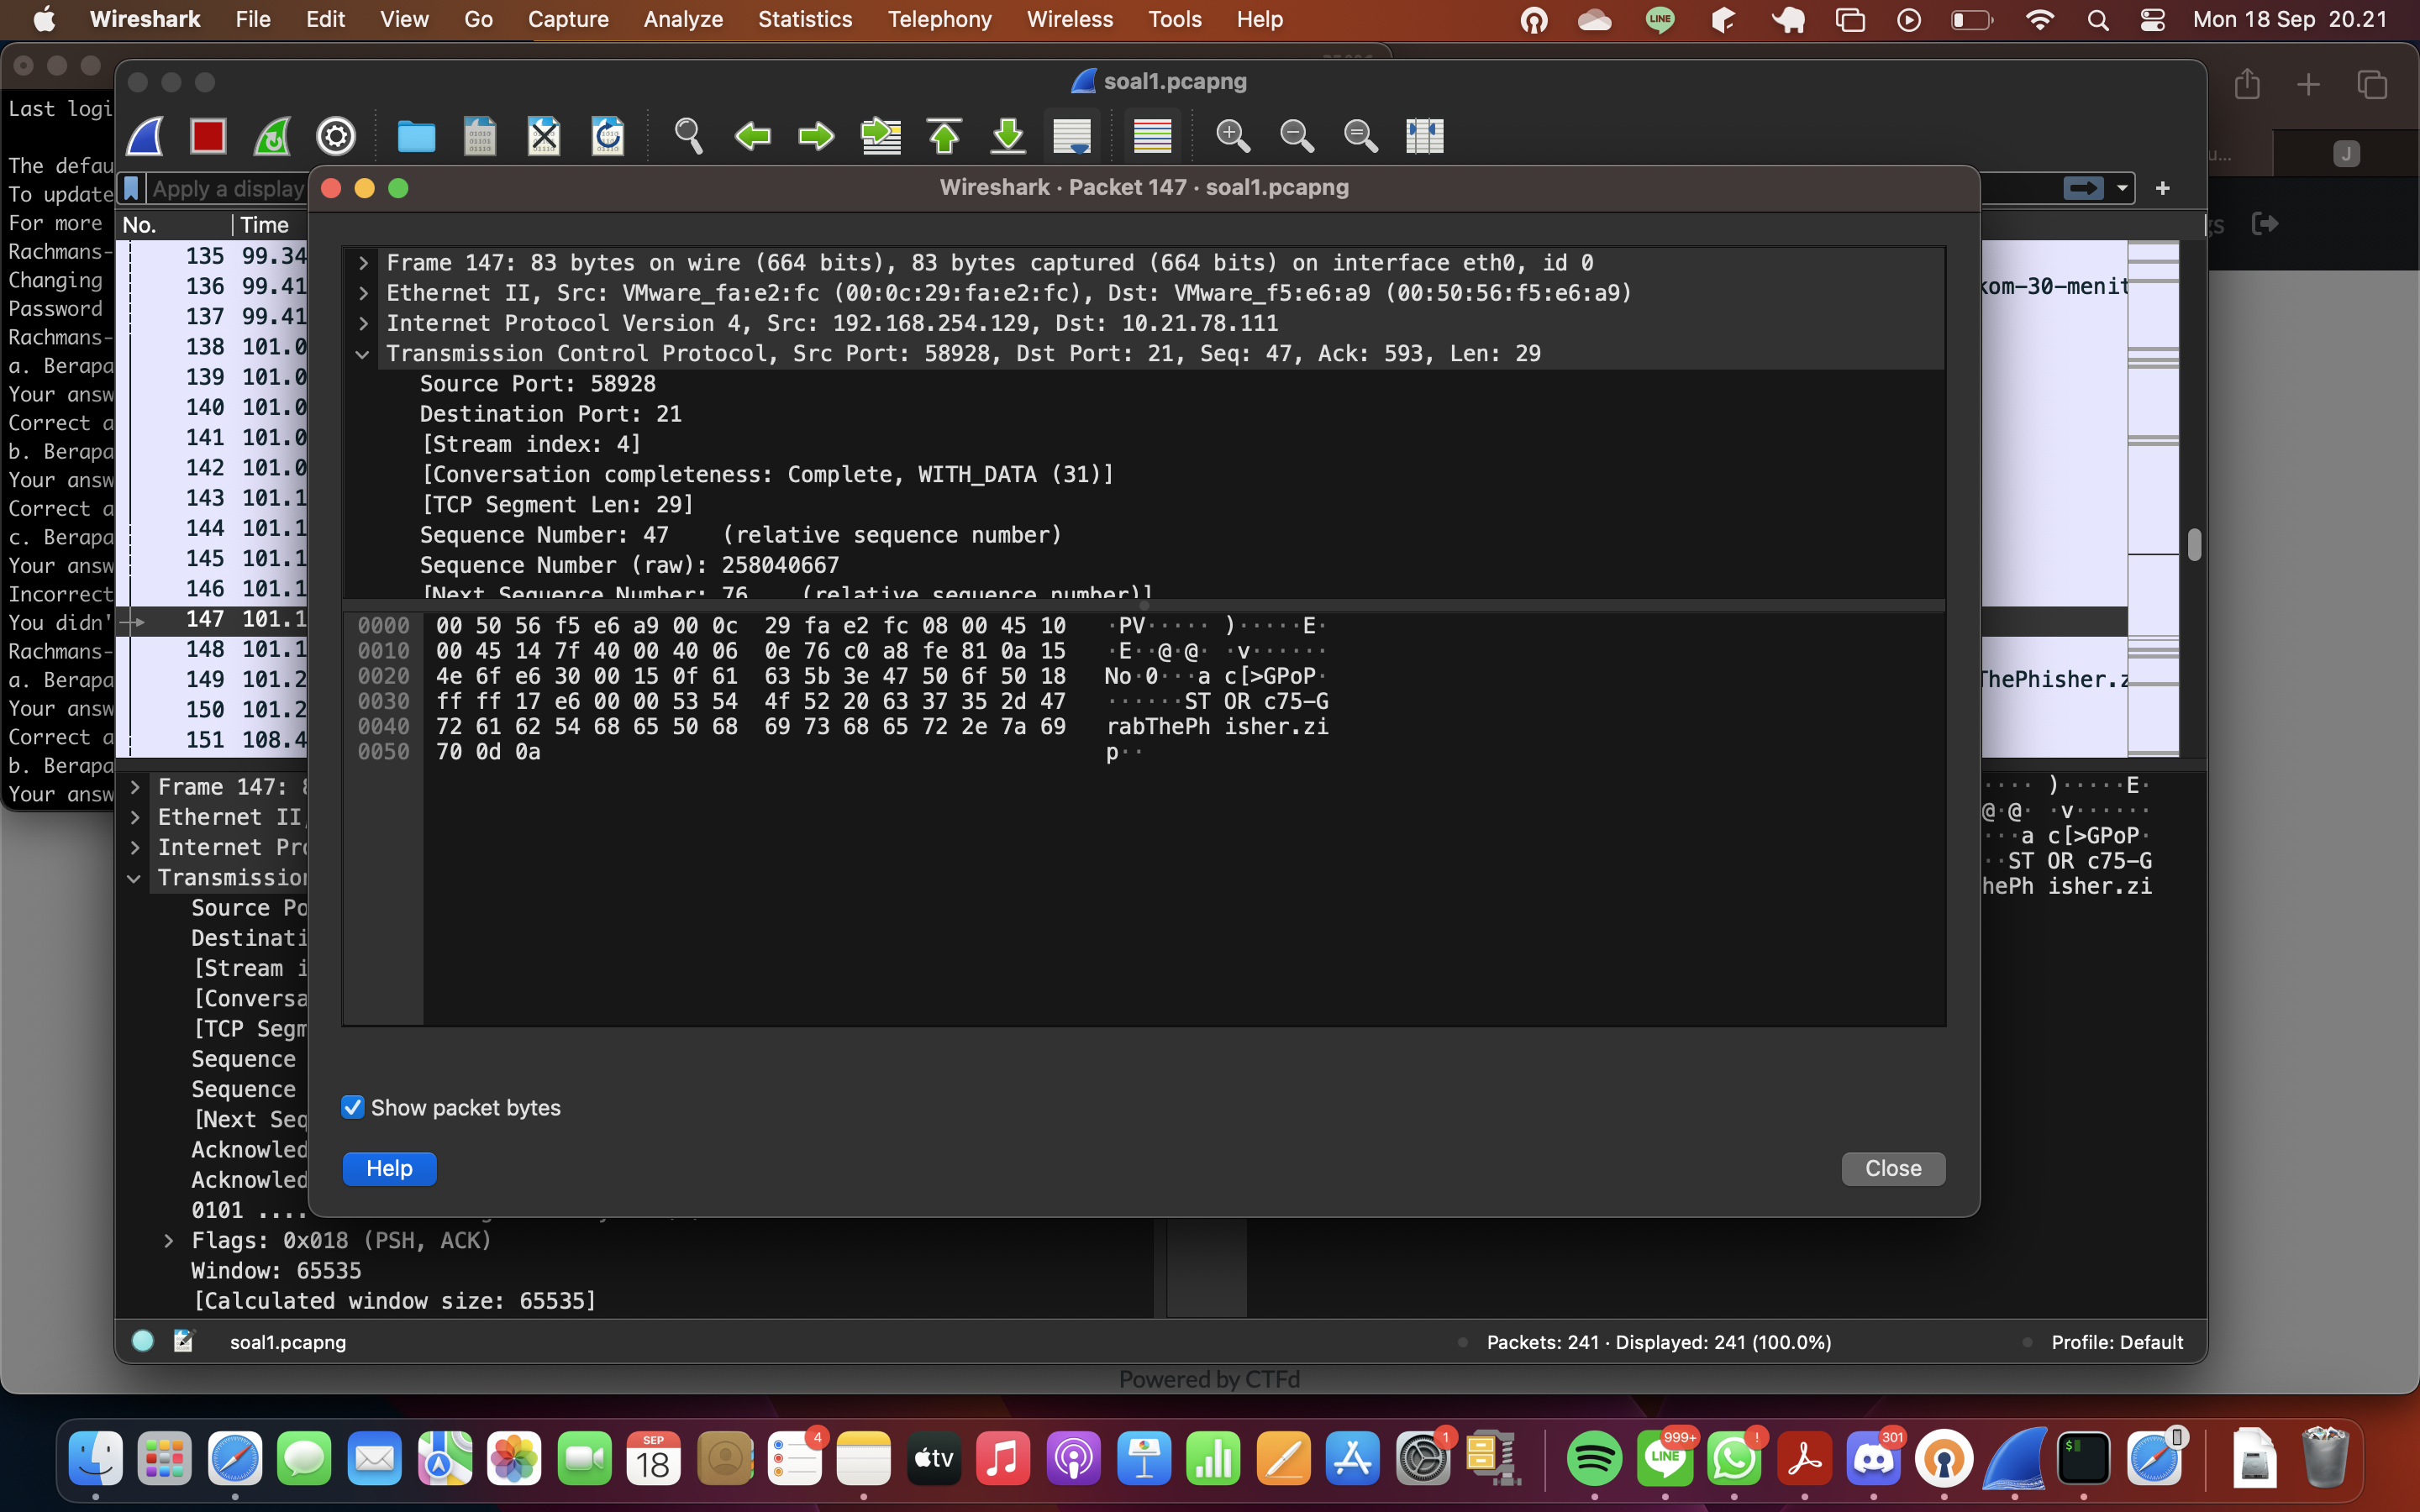 Wireshark File Edit View Go Capture Analyze Statistics Telephony Wireless Tools Help LINE Mon 18 Sep 20.21
soal1.pcapng
Last logi
The defau
To update
For more
Rachmans-
Changing
Password
Rachmans-
a. Berapa
Your answ
Correct a
b. Berapa
Your answ
Correct a
c. Berapa
Your answ
Incorrect
You didn'
Rachmans-
a. Berapa
Your answ
Correct a
b. Berapa
Your answ
J
Apply a display
+
No. Time
135 99.34
136 99.41
137 99.41
138 101.0
139 101.0
140 101.0
141 101.0
142 101.0
143 101.1
144 101.1
145 101.1
146 101.1
147 101.1
148 101.1
149 101.2
150 101.2
151 108.4
kom-30-menit
ThePhisher.z
Wireshark · Packet 147 · soal1.pcapng
Frame 147: 83 bytes on wire (664 bits), 83 bytes captured (664 bits) on interface eth0, id 0
Ethernet II, Src: VMware_fa:e2:fc (00:0c:29:fa:e2:fc), Dst: VMware_f5:e6:a9 (00:50:56:f5:e6:a9)
Internet Protocol Version 4, Src: 192.168.254.129, Dst: 10.21.78.111
Transmission Control Protocol, Src Port: 58928, Dst Port: 21, Seq: 47, Ack: 593, Len: 29
Source Port: 58928
Destination Port: 21
[Stream index: 4]
[Conversation completeness: Complete, WITH_DATA (31)]
[TCP Segment Len: 29]
Sequence Number: 47 (relative sequence number)
Sequence Number (raw): 258040667
[Next Sequence Number: 76 (relative sequence number)]
0000 00 50 56 f5 e6 a9 00 0c 29 fa e2 fc 08 00 45 10 ·PV····· )·····E·
0010 00 45 14 7f 40 00 40 06 0e 76 c0 a8 fe 81 0a 15 ·E··@·@· ·v······
0020 4e 6f e6 30 00 15 0f 61 63 5b 3e 47 50 6f 50 18 No·0···a c[>GPoP·
0030 ff ff 17 e6 00 00 53 54 4f 52 20 63 37 35 2d 47 ······ST OR c75-G
0040 72 61 62 54 68 65 50 68 69 73 68 65 72 2e 7a 69 rabThePh isher.zi
0050 70 0d 0a p··
Show packet bytes
Help Close
Frame 147: 8
Ethernet II,
Internet Pro
Transmission
Source Po
Destinati
[Stream i
[Conversa
[TCP Segm
Sequence
Sequence
[Next Seq
Acknowled
Acknowled
0101 ....
Flags: 0x018 (PSH, ACK)
Window: 65535
[Calculated window size: 65535]
···· )·····E·
@·@· ·v······
···a c[>GPoP·
··ST OR c75-G
hePh isher.zi
soal1.pcapng Packets: 241 · Displayed: 241 (100.0%) Profile: Default
Powered by CTFd
SEP
18
4
tv
1
LINE
999+
!
301
$